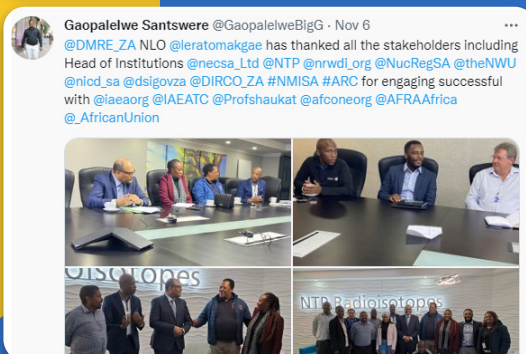 Gaopalelwe Santswere @GaopalelweBigG · Nov 6
@DMRE_ZA NLO @leratomakgae has thanked all the stakeholders including
Head of Institutions @necsa_Ltd @NTP @nrwdi_org @NucRegSA @theNWU
@nicd_sa @dsigovza @DIRCO_ZA #NMISA #ARC for engaging successful
with @iaeaorg @IAEATC @Profshaukat @afconeorg @AFRAAfrica
@_AfricanUnion
dioisotopes
NTP Radioisotopes